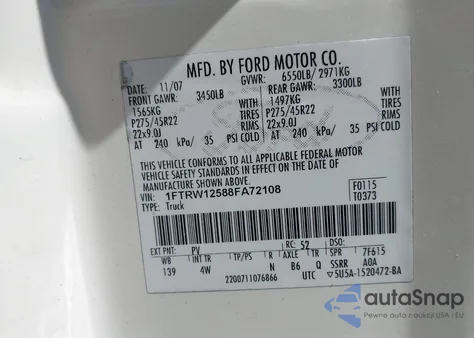 MFD. BY FORD MOTOR CO.
DATE: 11/07 GVWR: 6550LB/ 2971KG
FRONT GAWR: 3450LB REAR GAWR: 3300LB
1565KG WITH 1497KG WITH
P275/45R22 TIRES P275/45R22 TIRES
22x9.0J RIMS 22x9.0J RIMS
AT 240 kPa/ 35 PSI COLD AT 240 kPa/ 35 PSI COLD
THIS VEHICLE CONFORMS TO ALL APPLICABLE FEDERAL MOTOR
VEHICLE SAFETY STANDARDS IN EFFECT ON THE DATE OF
MANUFACTURE SHOWN ABOVE.
VIN: 1FTRW12588FA72108 F0115
TYPE: Truck T0373
EXT PNT: PV RC: 52 DSO:
WB INT TR TP/PS R AXLE TR SPR 7F615
139 4W N B6 Q SSRR A0A
2200711076866 UTC 5U5A-1520472-BA
autoSnap
Pewne auta z aukcji USA